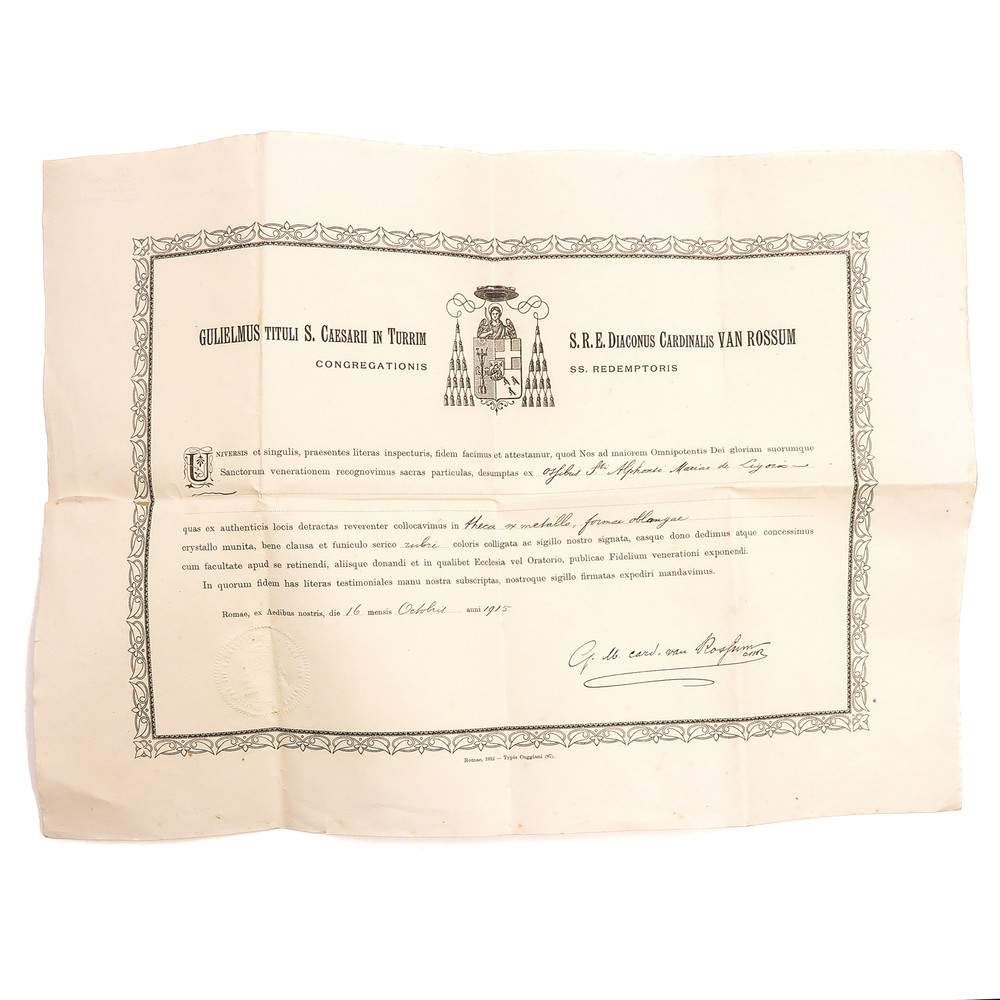 GULIELMUS TITULI S. CAESARII IN TURRIM
CONGREGATIONIS
S. R. E. DIACONUS CARDINALIS VAN ROSSUM
SS. REDEMPTORIS
UNIVERSIS et singulis, praesentes literas inspecturis, fidem facimus et attestamur, quod Nos ad maiorem Omnipotentis Dei gloriam suorumque
Sanctorum venerationem recognovimus sacras particulas, desumptas ex ossibus Sti Alphonsi Mariae de Ligorio
quas ex authenticis locis detractas reverenter collocavimus in theca ex metallo, formae oblongae
crystallo munita, bene clausa et funiculo serico rubri coloris colligata ac sigillo nostro signata, easque dono dedimus atque concessimus
cum facultate apud se retinendi, aliisque donandi et in qualibet Ecclesia vel Oratorio, publicae Fidelium venerationi exponendi.
In quorum fidem has literas testimoniales manu nostra subscriptas, nostroque sigillo firmatas expediri mandavimus.
Romae, ex Aedibus nostris, die 16 mensis Octobris anni 1915
G. M. card. van Rossum CSSR
Romae, 1912 — Typis Cuggiani